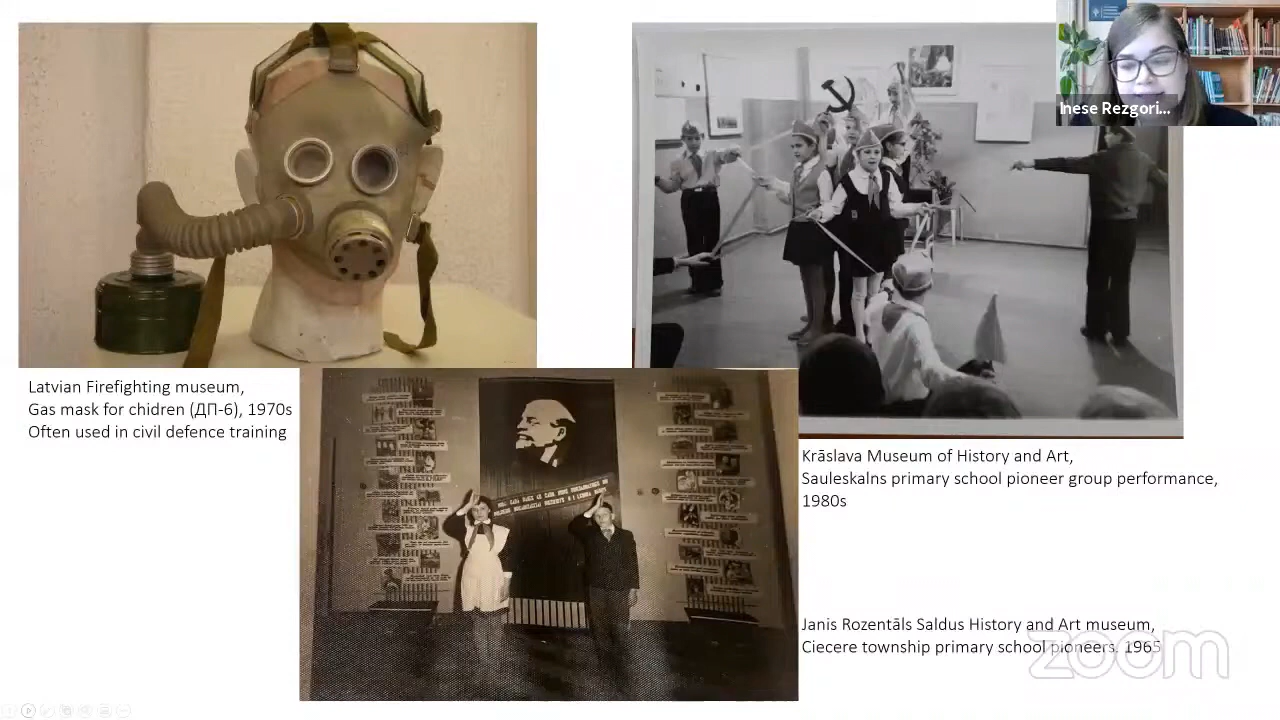 Inese Rezgori...
Latvian Firefighting museum,
Gas mask for chidren (ДП-6), 1970s
Often used in civil defence training
Krāslava Museum of History and Art,
Sauleskalns primary school pioneer group performance,
1980s
Janis Rozentāls Saldus History and Art museum,
Ciecere township primary school pioneers. 1965
zoom